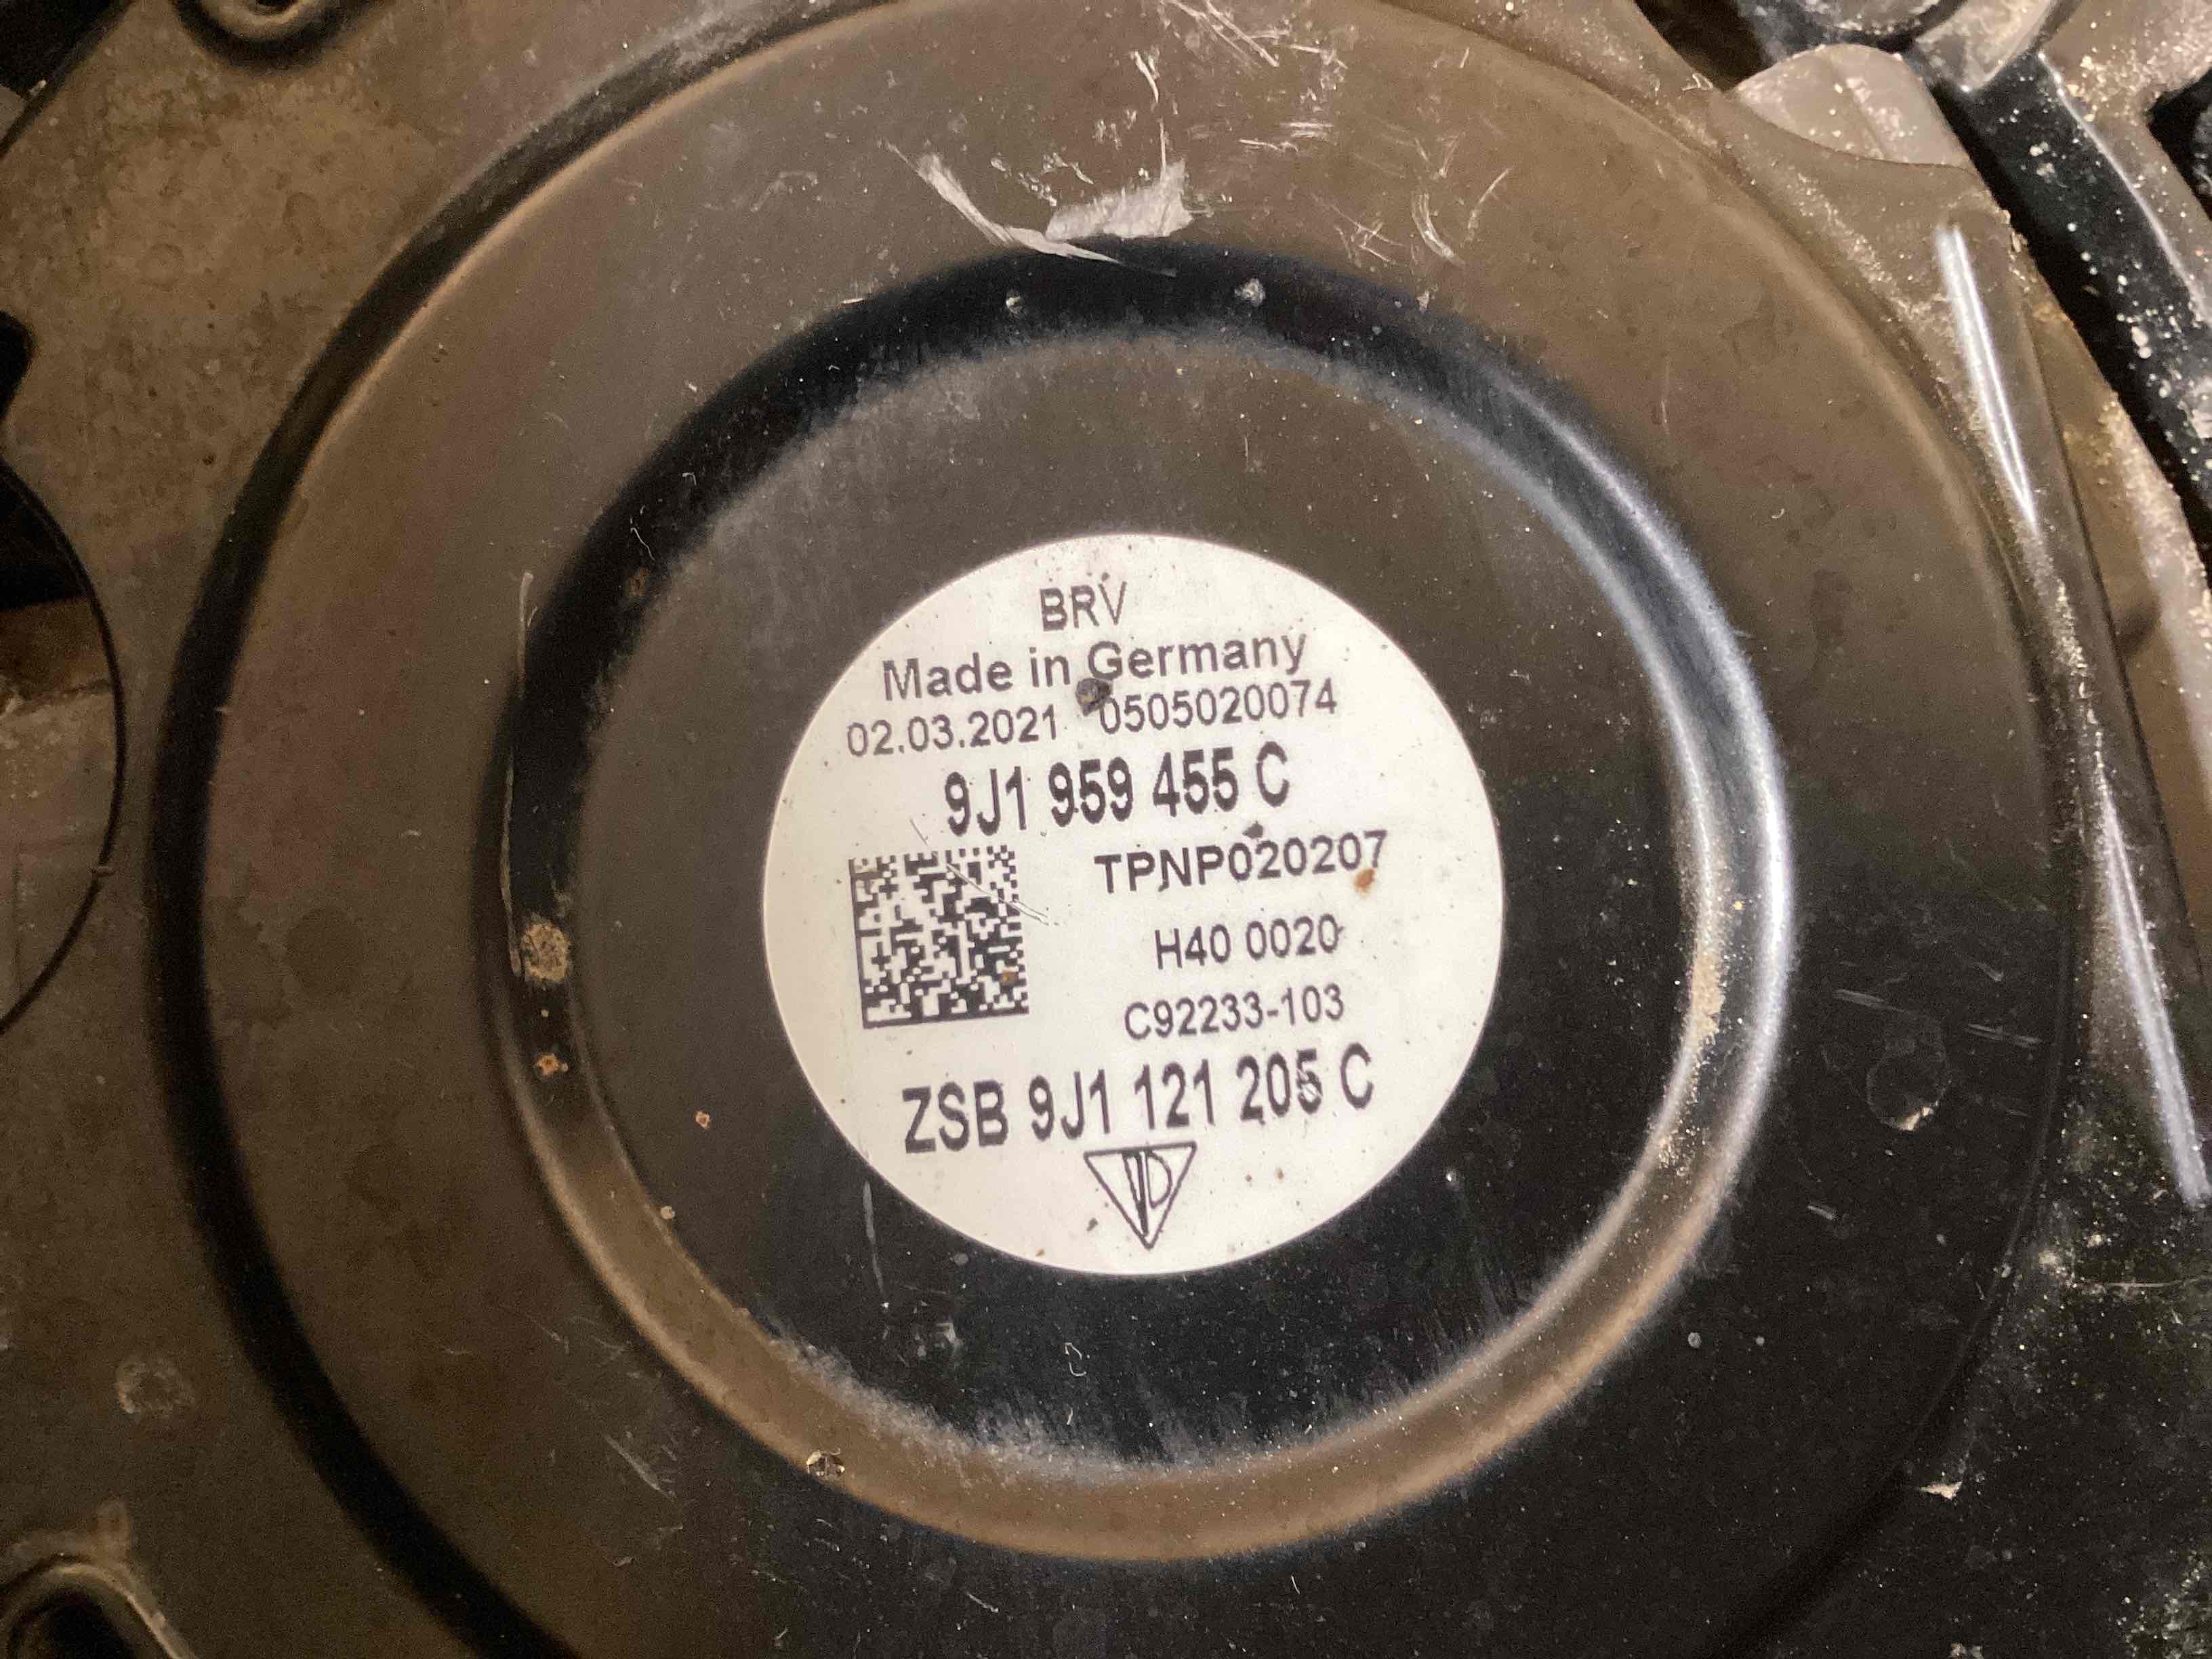 BRV
Made in Germany
02.03.2021 0505020074
9J1 959 455 C
TPNP020207
H40 0020
C92233-103
ZSB 9J1 121 205 C